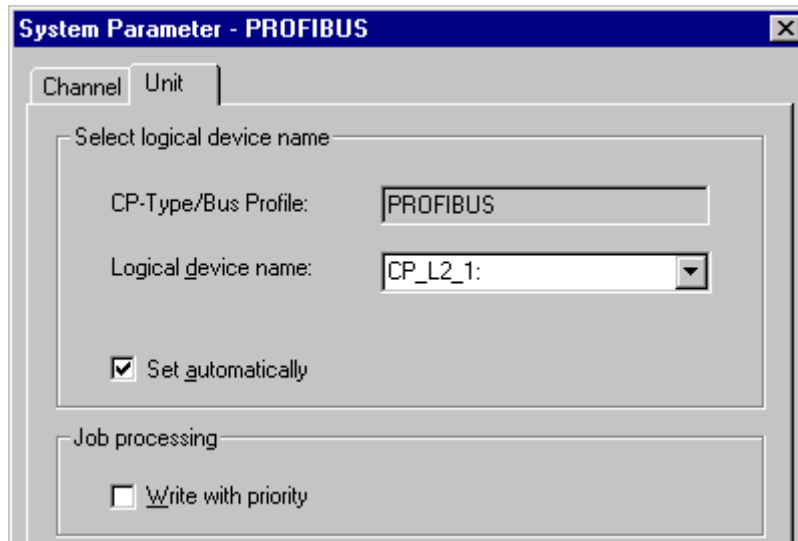 System Parameter - PROFIBUS
Channel Unit
Select logical device name
CP-Type/Bus Profile: PROFIBUS
Logical device name: CP_L2_1:
Set automatically
Job processing
Write with priority